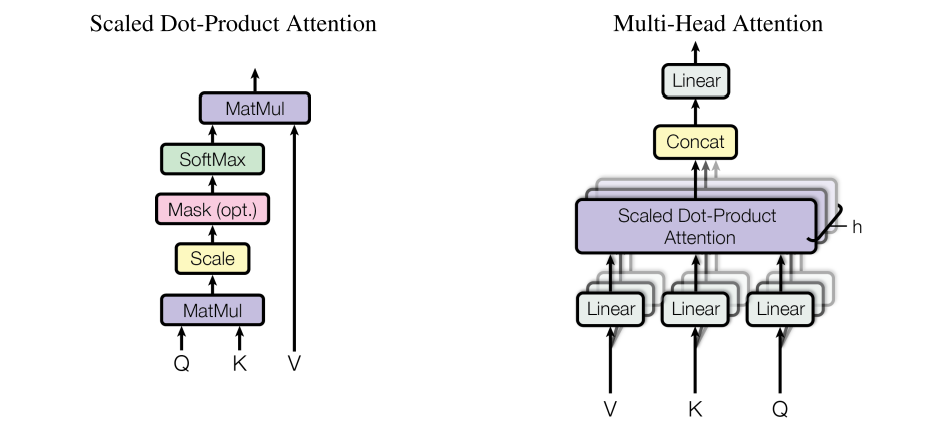 Scaled Dot-Product Attention
MatMul
SoftMax
Mask (opt.)
Scale
MatMul
Q K V
Multi-Head Attention
Linear
Concat
Scaled Dot-Product
Attention
h
Linear Linear Linear
V K Q